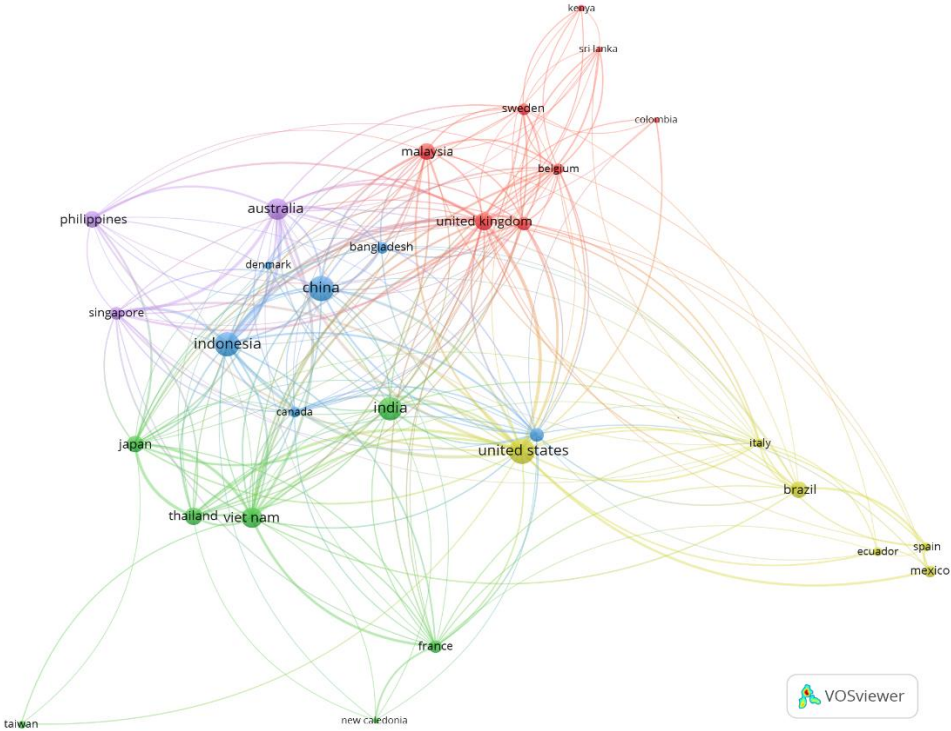 kenya
sri lanka
sweden
colombia
malaysia
belgium
philippines
australia
united kingdom
bangladesh
denmark
china
singapore
indonesia
india
canada
japan
united states
italy
brazil
thailand
viet nam
spain
ecuador
mexico
france
VOSviewer
new caledonia
taiwan